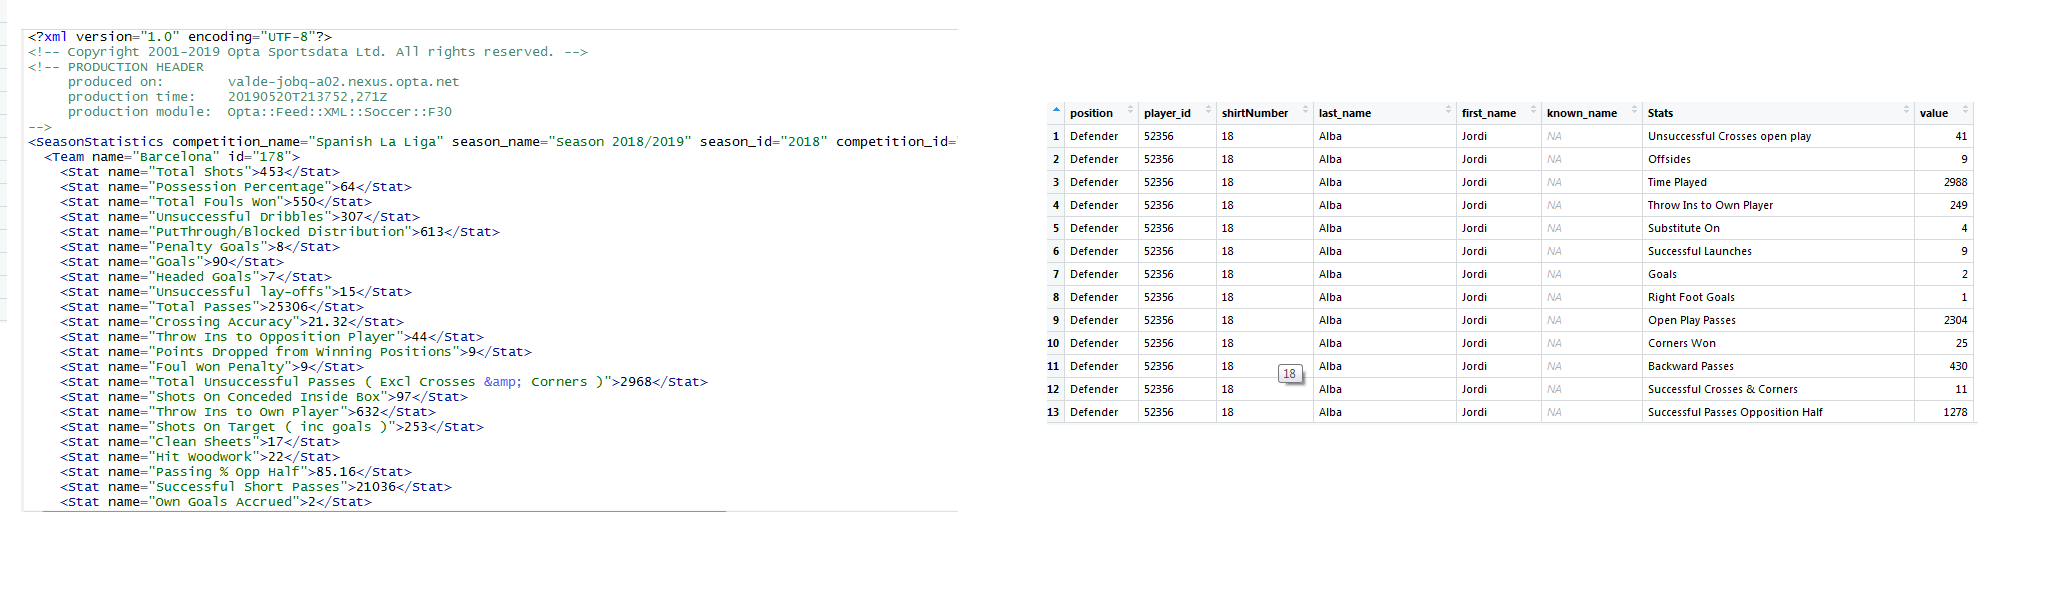 <?xml version="1.0" encoding="UTF-8"?>
<!-- Copyright 2001-2019 Opta Sportsdata Ltd. All rights reserved. -->
<!-- PRODUCTION HEADER
produced on: valde-jobq-a02.nexus.opta.net
production time: 20190520T213752,271Z
production module: Opta::Feed::XML::Soccer::F30
-->
<SeasonStatistics competition_name="Spanish La Liga" season_name="Season 2018/2019" season_id="2018" competition_id=
<Team name="Barcelona" id="178">
<Stat name="Total Shots">453</Stat>
<Stat name="Possession Percentage">64</Stat>
<Stat name="Total Fouls Won">550</Stat>
<Stat name="Unsuccessful Dribbles">307</Stat>
<Stat name="PutThrough/Blocked Distribution">613</Stat>
<Stat name="Penalty Goals">8</Stat>
<Stat name="Goals">90</Stat>
<Stat name="Headed Goals">7</Stat>
<Stat name="Unsuccessful lay-offs">15</Stat>
<Stat name="Total Passes">25306</Stat>
<Stat name="Crossing Accuracy">21.32</Stat>
<Stat name="Throw Ins to Opposition Player">44</Stat>
<Stat name="Points Dropped from Winning Positions">9</Stat>
<Stat name="Foul Won Penalty">9</Stat>
<Stat name="Total Unsuccessful Passes ( Excl Crosses &amp; Corners )">2968</Stat>
<Stat name="Shots On Conceded Inside Box">97</Stat>
<Stat name="Throw Ins to Own Player">632</Stat>
<Stat name="Shots On Target ( inc goals )">253</Stat>
<Stat name="Clean Sheets">17</Stat>
<Stat name="Hit Woodwork">22</Stat>
<Stat name="Passing % Opp Half">85.16</Stat>
<Stat name="Successful Short Passes">21036</Stat>
<Stat name="Own Goals Accrued">2</Stat>
position player_id shirtNumber last_name first_name known_name Stats value
1 Defender 52356 18 Alba Jordi NA Unsuccessful Crosses open play 41
2 Defender 52356 18 Alba Jordi NA Offsides 9
3 Defender 52356 18 Alba Jordi NA Time Played 2988
4 Defender 52356 18 Alba Jordi NA Throw Ins to Own Player 249
5 Defender 52356 18 Alba Jordi NA Substitute On 4
6 Defender 52356 18 Alba Jordi NA Successful Launches 9
7 Defender 52356 18 Alba Jordi NA Goals 2
8 Defender 52356 18 Alba Jordi NA Right Foot Goals 1
9 Defender 52356 18 Alba Jordi NA Open Play Passes 2304
10 Defender 52356 18 Alba Jordi NA Corners Won 25
11 Defender 52356 18 Alba Jordi NA Backward Passes 430
18
12 Defender 52356 18 Alba Jordi NA Successful Crosses & Corners 11
13 Defender 52356 18 Alba Jordi NA Successful Passes Opposition Half 1278